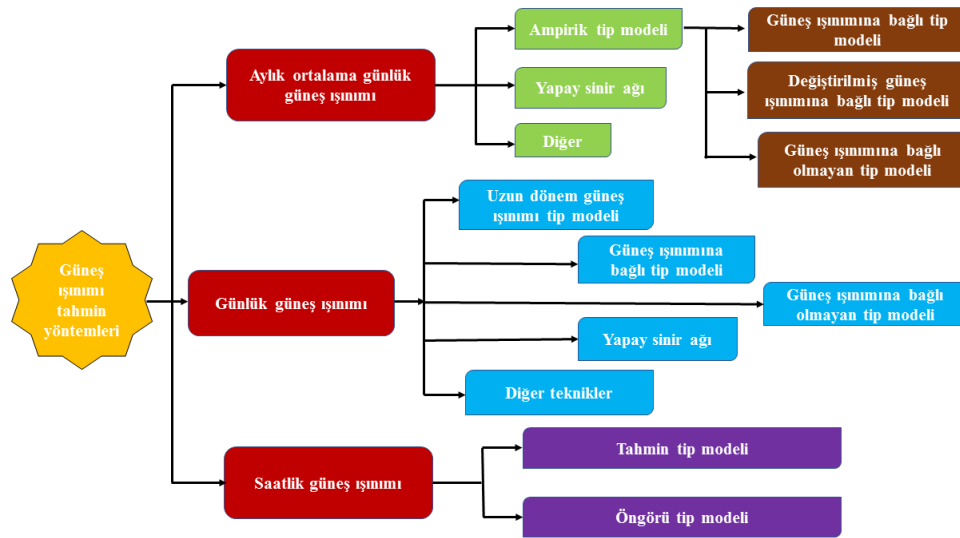 Güneş
ışınımı
tahmin
yöntemleri
Aylık ortalama günlük
güneş ışınımı
Ampirik tip modeli
Güneş ışınımına bağlı tip
modeli
Değiştirilmiş güneş
ışınımına bağlı tip modeli
Güneş ışınımına bağlı
olmayan tip modeli
Yapay sinir ağı
Diğer
Günlük güneş ışınımı
Uzun dönem güneş
ışınımı tip modeli
Güneş ışınımına
bağlı tip modeli
Güneş ışınımına bağlı
olmayan tip modeli
Yapay sinir ağı
Diğer teknikler
Saatlik güneş ışınımı
Tahmin tip modeli
Öngörü tip modeli